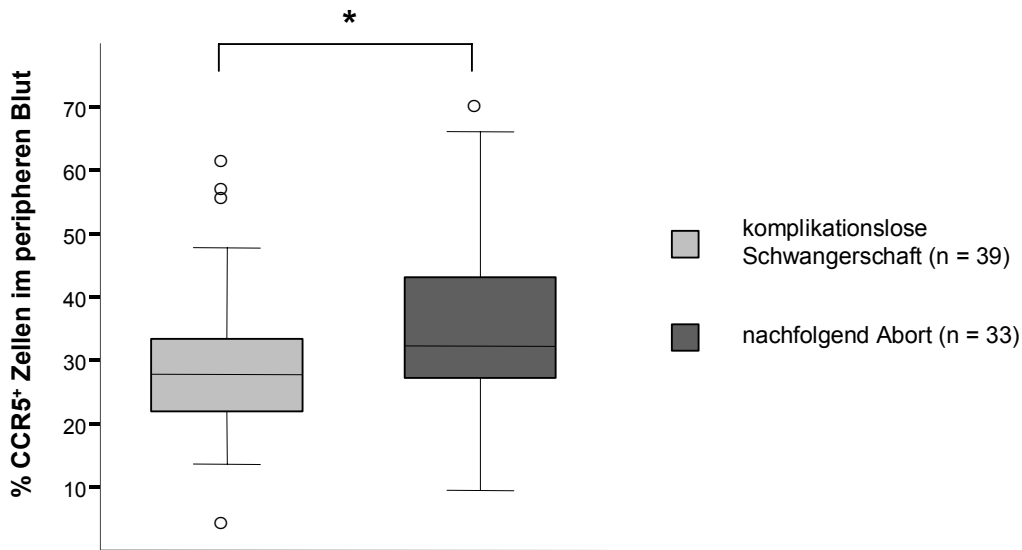 *
% CCR5⁺ Zellen im peripheren Blut
70
60
50
40
30
20
10
komplikationslose
Schwangerschaft (n = 39)
nachfolgend Abort (n = 33)